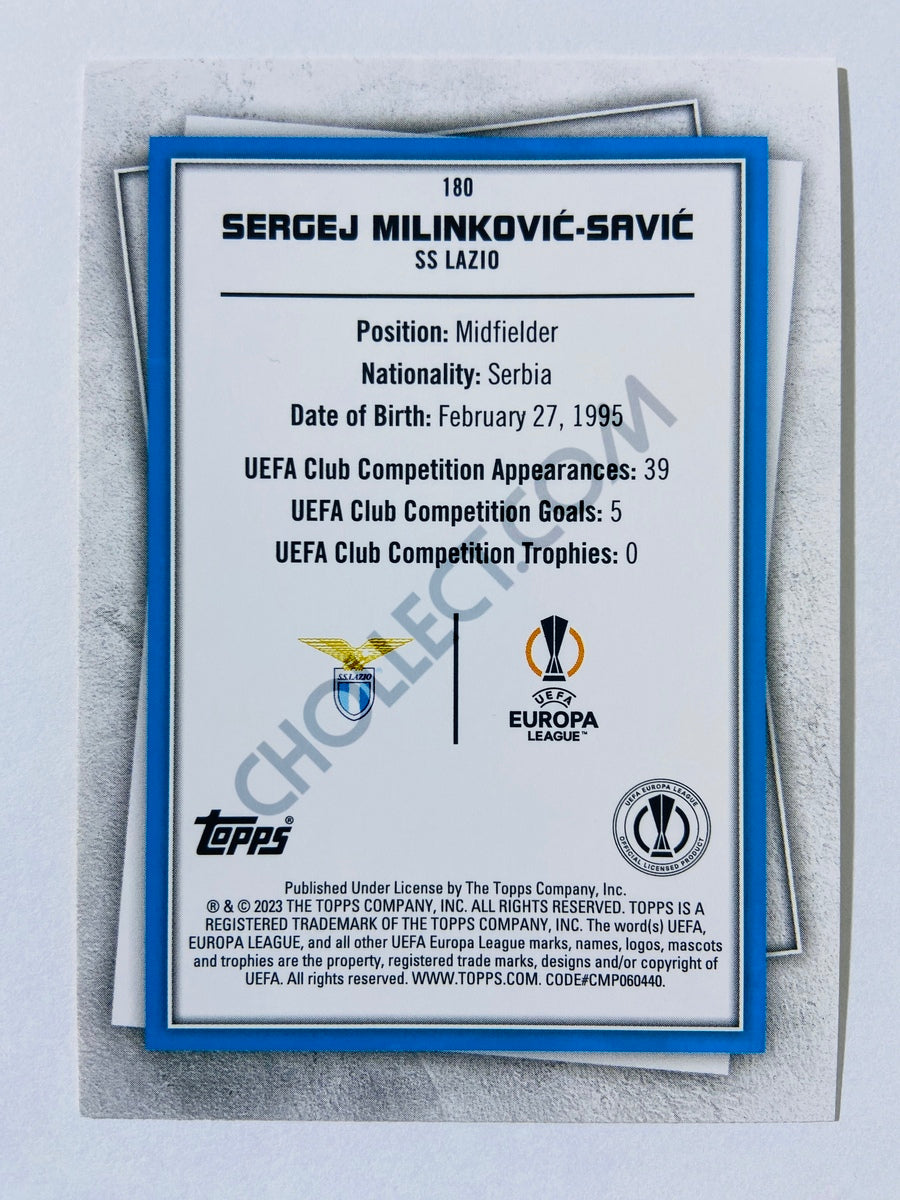 180
SERGEJ MILINKOVIĆ-SAVIĆ
SS LAZIO
Position: Midfielder
Nationality: Serbia
Date of Birth: February 27, 1995
UEFA Club Competition Appearances: 39
UEFA Club Competition Goals: 5
UEFA Club Competition Trophies: 0
CHOLLECT.COM
S.S.LAZIO
UEFA
EUROPA
LEAGUE™
topps®
UEFA EUROPA LEAGUE
OFFICIAL LICENSED PRODUCT
Published Under License by The Topps Company, Inc.
® & © 2023 THE TOPPS COMPANY, INC. ALL RIGHTS RESERVED. TOPPS IS A
REGISTERED TRADEMARK OF THE TOPPS COMPANY, INC. The word(s) UEFA,
EUROPA LEAGUE, and all other UEFA Europa League marks, names, logos, mascots
and trophies are the property, registered trade marks, designs and/or copyright of
UEFA. All rights reserved. WWW.TOPPS.COM. CODE#CMP060440.